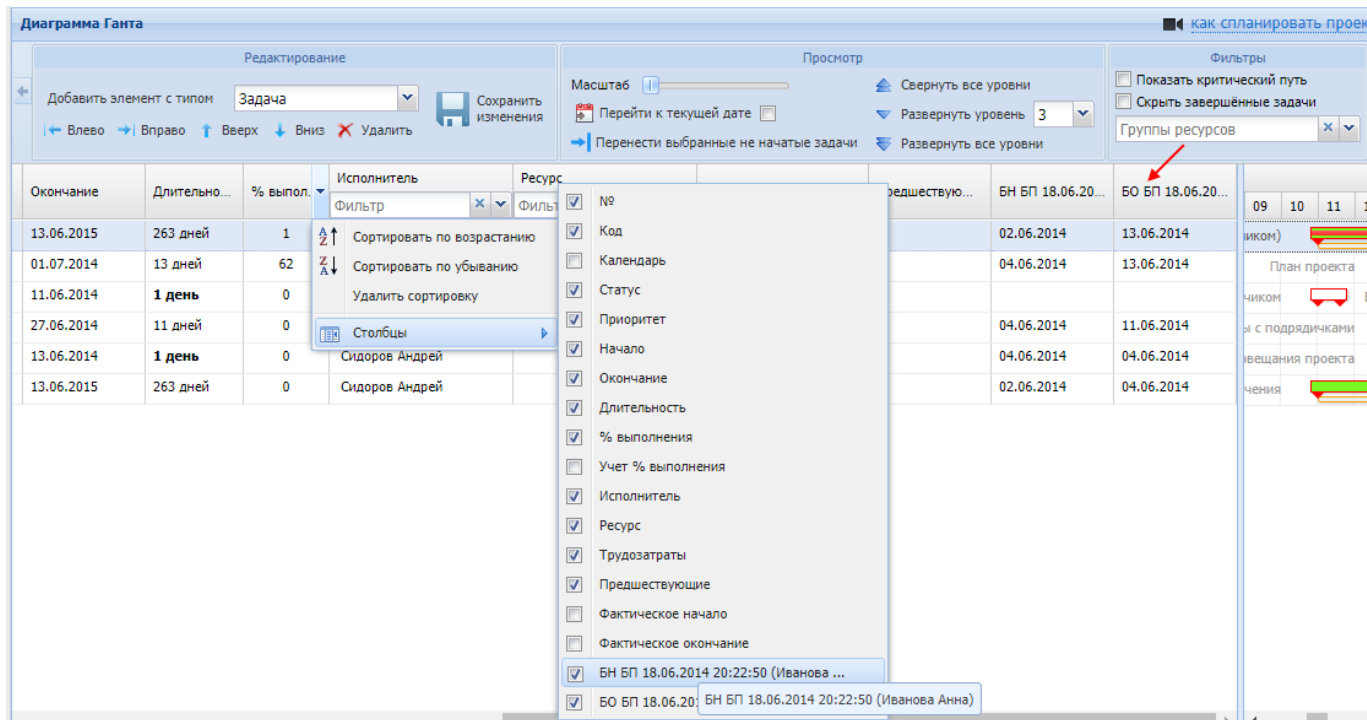 Диаграмма Ганта
как спланировать проек
Редактирование
Просмотр
Фильтры
Добавить элемент с типом
Задача
Сохранить
изменения
Влево
Вправо
Вверх
Вниз
Удалить
Масштаб
Перейти к текущей дате
Перенести выбранные не начатые задачи
Свернуть все уровни
Развернуть уровень 3
Развернуть все уровни
Показать критический путь
Скрыть завершённые задачи
Группы ресурсов
Окончание
Длительно...
% выпол.
Исполнитель
Фильтр
Ресурс
Фильт
редшествую...
БН БП 18.06.20...
БО БП 18.06.20...
09 10 11 1
13.06.2015 263 дней 1 02.06.2014 13.06.2014 иком)
01.07.2014 13 дней 62 04.06.2014 13.06.2014 План проекта
11.06.2014 1 день 0 чиком
27.06.2014 11 дней 0 04.06.2014 11.06.2014 ы с подрядичками
13.06.2014 1 день 0 Сидоров Андрей 04.06.2014 04.06.2014 овещания проекта
13.06.2015 263 дней 0 Сидоров Андрей 02.06.2014 04.06.2014 чения
Сортировать по возрастанию
Сортировать по убыванию
Удалить сортировку
Столбцы
№
Код
Календарь
Статус
Приоритет
Начало
Окончание
Длительность
% выполнения
Учет % выполнения
Исполнитель
Ресурс
Трудозатраты
Предшествующие
Фактическое начало
Фактическое окончание
БН БП 18.06.2014 20:22:50 (Иванова ...
БО БП 18.06.20
БН БП 18.06.2014 20:22:50 (Иванова Анна)